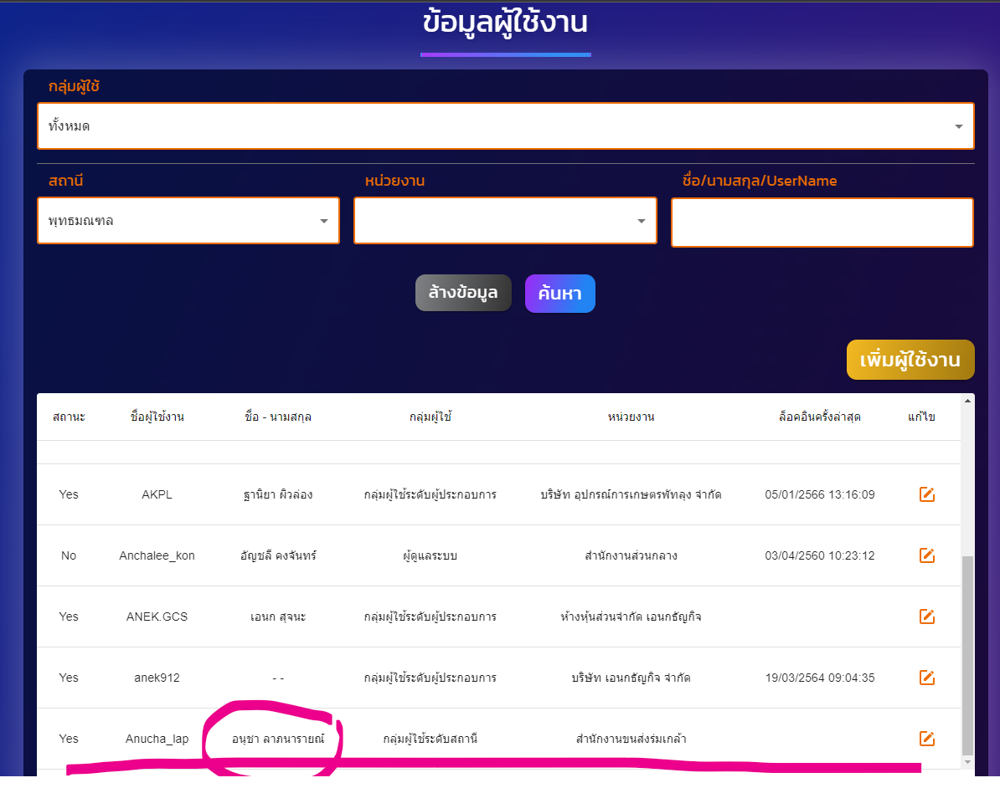 ข้อมูลผู้ใช้งาน
กลุ่มผู้ใช้
ทั้งหมด
สถานี หน่วยงาน ชื่อ/นามสกุล/UserName
พุทธมณฑล
ล้างข้อมูล ค้นหา
เพิ่มผู้ใช้งาน
สถานะ ชื่อผู้ใช้งาน ชื่อ - นามสกุล กลุ่มผู้ใช้ หน่วยงาน ล็อคอินครั้งล่าสุด แก้ไข
Yes AKPL ฐานิยา ผิวล่อง กลุ่มผู้ใช้ระดับผู้ประกอบการ บริษัท อุปกรณ์การเกษตรพัทลุง จำกัด 05/01/2566 13:16:09
No Anchalee_kon อัญชลี คงจันทร์ ผู้ดูแลระบบ สำนักงานส่วนกลาง 03/04/2560 10:23:12
Yes ANEK.GCS เอนก สุจนะ กลุ่มผู้ใช้ระดับผู้ประกอบการ ห้างหุ้นส่วนจำกัด เอนกธัญกิจ
Yes anek912 - - กลุ่มผู้ใช้ระดับผู้ประกอบการ บริษัท เอนกธัญกิจ จำกัด 19/03/2564 09:04:35
Yes Anucha_lap อนุชา ลาภนารายณ์ กลุ่มผู้ใช้ระดับสถานี สำนักงานขนส่งร่มเกล้า